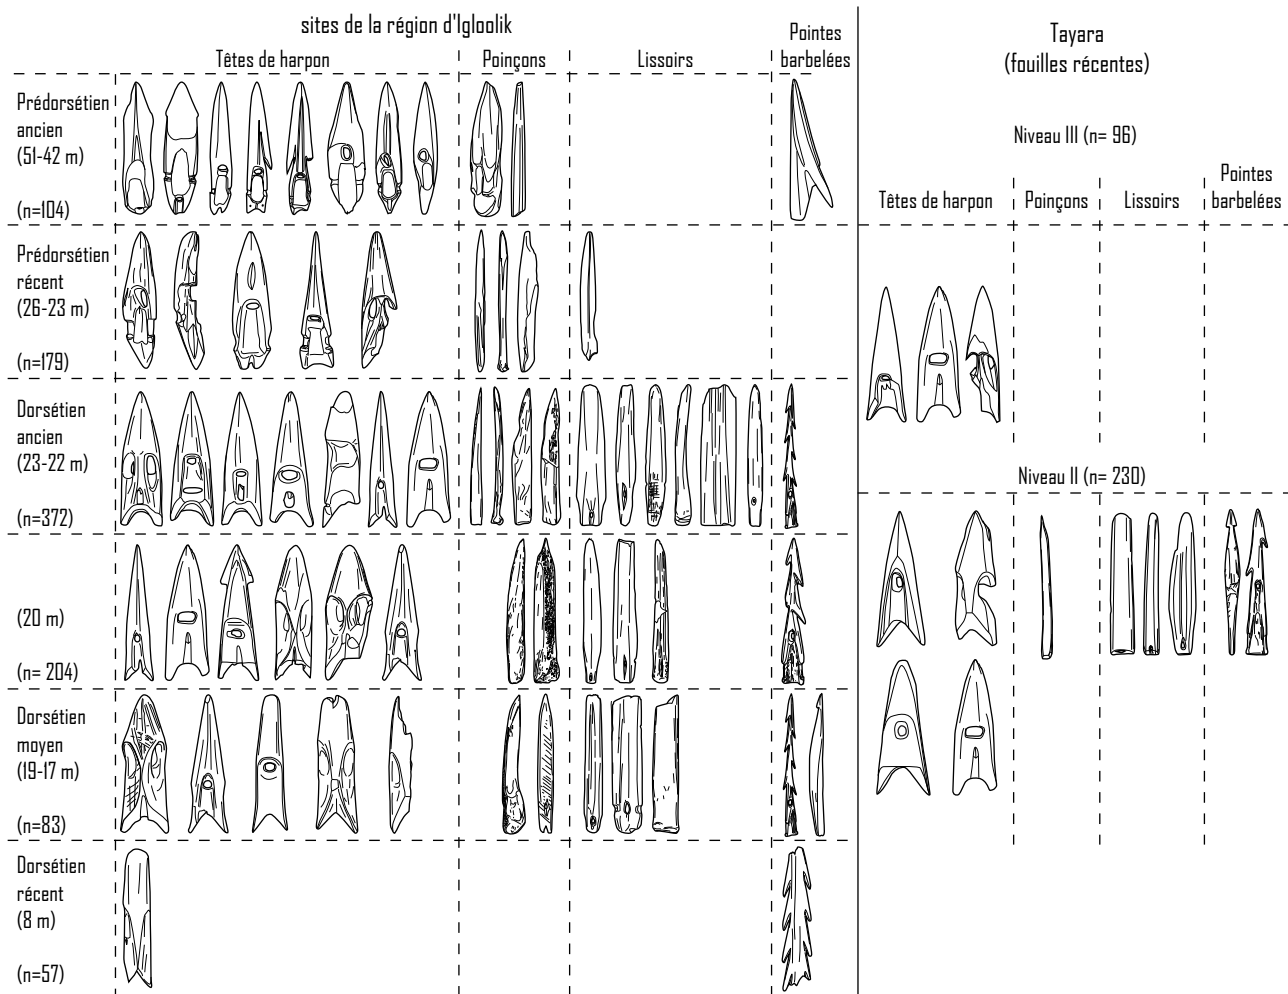 sites de la région d'Igloolik
Têtes de harpon
Poinçons
Lissoirs
Pointes
barbelées
Prédorsétien
ancien
(51-42 m)
(n=104)
Prédorsétien
récent
(26-23 m)
(n=179)
Dorsétien
ancien
(23-22 m)
(n=372)
(20 m)
(n= 204)
Dorsétien
moyen
(19-17 m)
(n=83)
Dorsétien
récent
(8 m)
(n=57)
Tayara
(fouilles récentes)
Niveau III (n= 96)
Têtes de harpon
Poinçons
Lissoirs
Pointes
barbelées
Niveau II (n= 230)